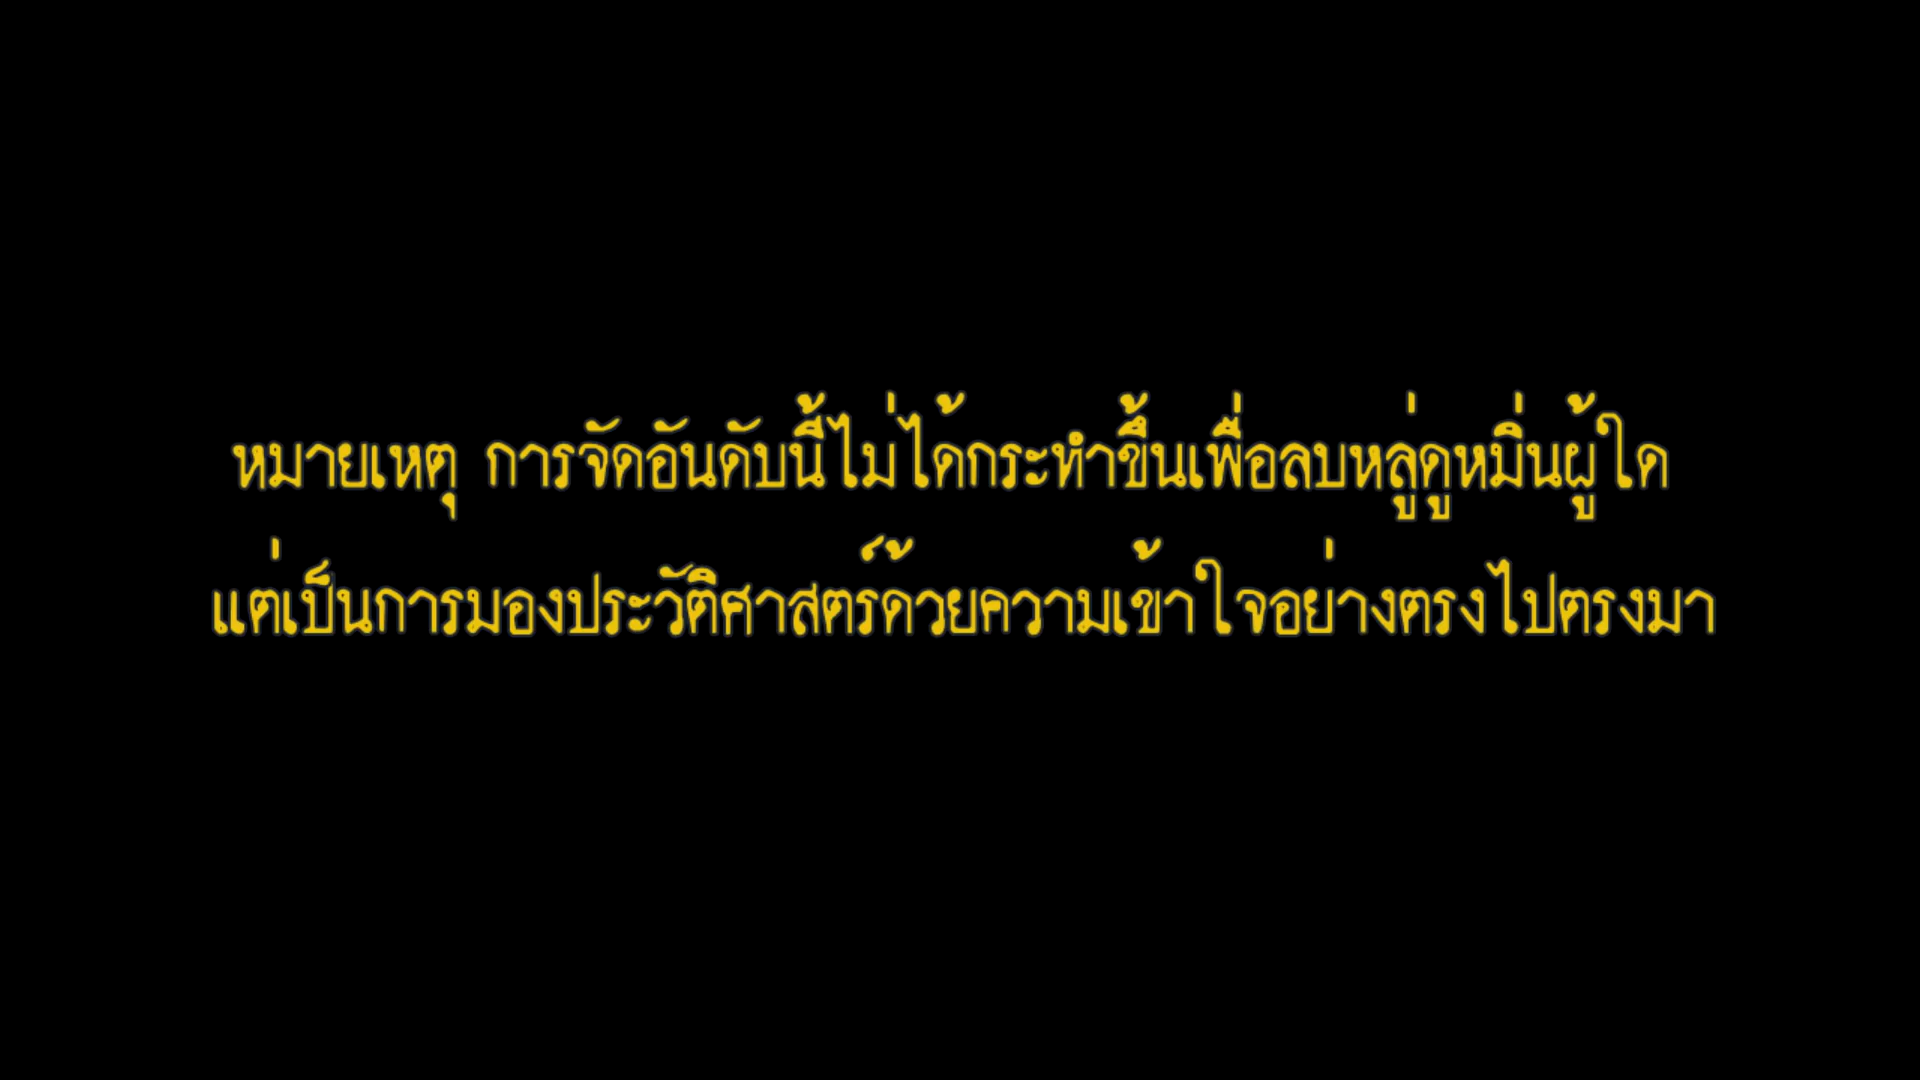 หมายเหตุ การจัดอันดับนี้ไม่ได้กระทำขึ้นเพื่อลบหลู่ดูหมิ่นผู้ใด
แต่เป็นการมองประวัติศาสตร์ด้วยความเข้าใจอย่างตรงไปตรงมา